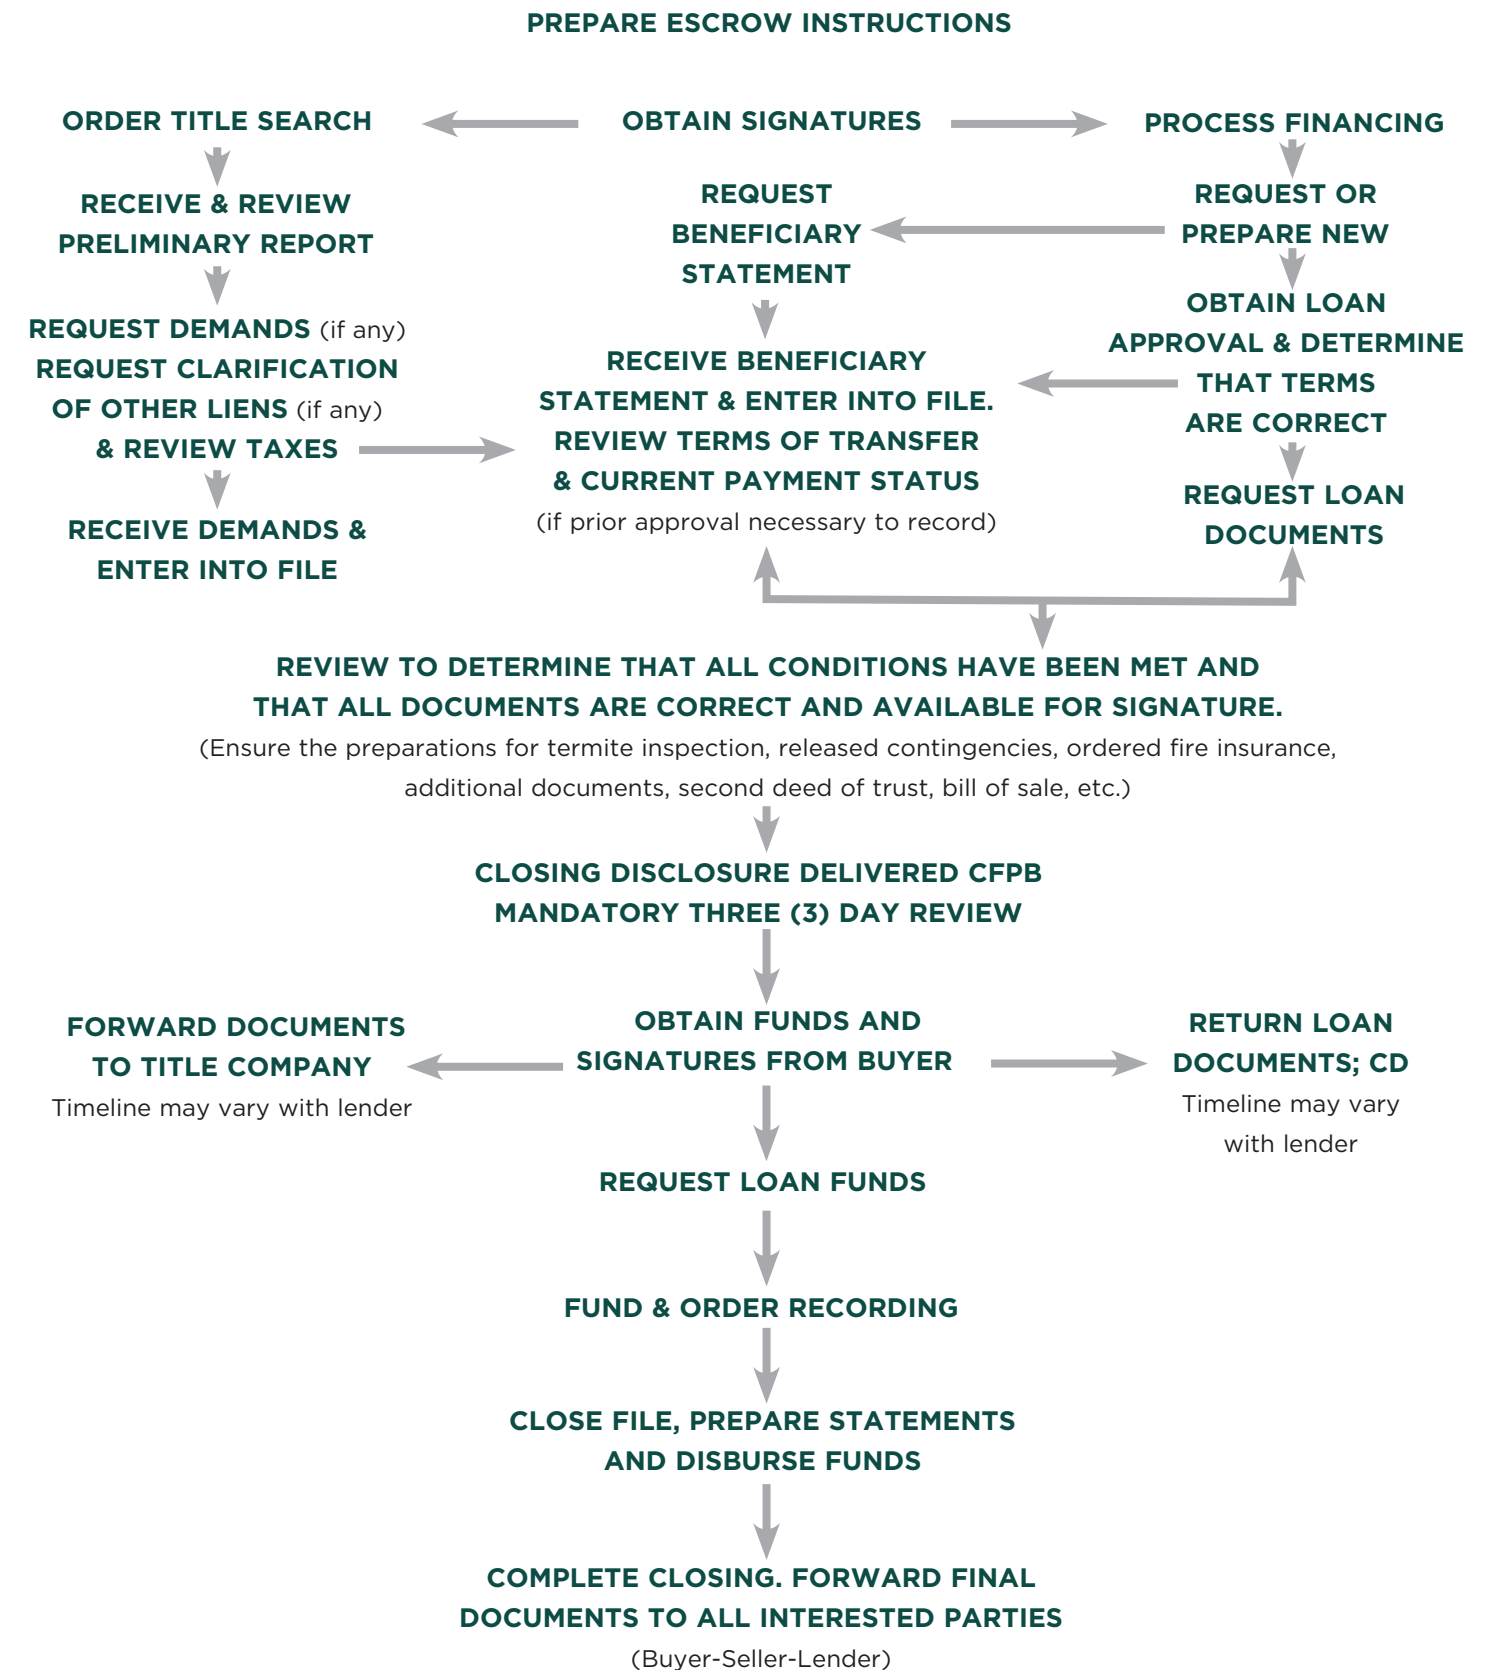 PREPARE ESCROW INSTRUCTIONS
ORDER TITLE SEARCH
OBTAIN SIGNATURES
PROCESS FINANCING
RECEIVE & REVIEW
PRELIMINARY REPORT
REQUEST DEMANDS (if any)
REQUEST CLARIFICATION
OF OTHER LIENS (if any)
& REVIEW TAXES
RECEIVE DEMANDS &
ENTER INTO FILE
REQUEST
BENEFICIARY
STATEMENT
RECEIVE BENEFICIARY
STATEMENT & ENTER INTO FILE.
REVIEW TERMS OF TRANSFER
& CURRENT PAYMENT STATUS
(if prior approval necessary to record)
REQUEST OR
PREPARE NEW
OBTAIN LOAN
APPROVAL & DETERMINE
THAT TERMS
ARE CORRECT
REQUEST LOAN
DOCUMENTS
REVIEW TO DETERMINE THAT ALL CONDITIONS HAVE BEEN MET AND
THAT ALL DOCUMENTS ARE CORRECT AND AVAILABLE FOR SIGNATURE.
(Ensure the preparations for termite inspection, released contingencies, ordered fire insurance,
additional documents, second deed of trust, bill of sale, etc.)
CLOSING DISCLOSURE DELIVERED CFPB
MANDATORY THREE (3) DAY REVIEW
FORWARD DOCUMENTS
TO TITLE COMPANY
Timeline may vary with lender
OBTAIN FUNDS AND
SIGNATURES FROM BUYER
RETURN LOAN
DOCUMENTS; CD
Timeline may vary
with lender
REQUEST LOAN FUNDS
FUND & ORDER RECORDING
CLOSE FILE, PREPARE STATEMENTS
AND DISBURSE FUNDS
COMPLETE CLOSING. FORWARD FINAL
DOCUMENTS TO ALL INTERESTED PARTIES
(Buyer-Seller-Lender)